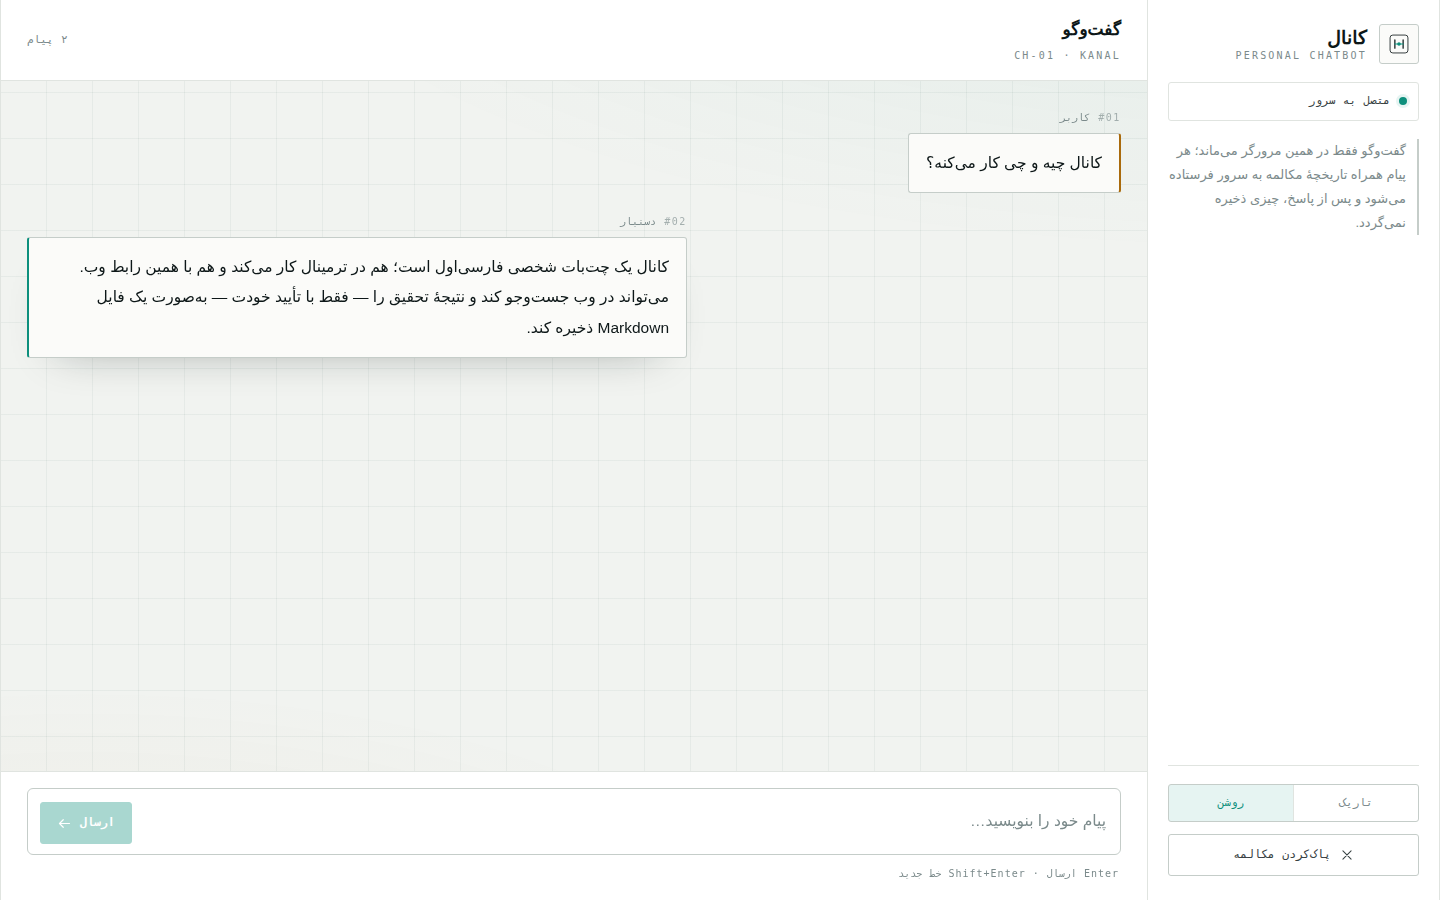 کانال
PERSONAL CHATBOT
متصل به سرور
گفت‌وگو فقط در همین مرورگر می‌ماند؛ هر
پیام همراه تاریخچهٔ مکالمه به سرور فرستاده
می‌شود و پس از پاسخ، چیزی ذخیره
نمی‌گردد.
تاریک
روشن
پاک‌کردن مکالمه
گفت‌وگو
CH-01 · KANAL
۲ پیام
#01 کاربر
کانال چیه و چی کار می‌کنه؟
#02 دستیار
کانال یک چت‌بات شخصی فارسی‌اول است؛ هم در ترمینال کار می‌کند و هم با همین رابط وب.
می‌تواند در وب جست‌وجو کند و نتیجهٔ تحقیق را — فقط با تأیید خودت — به‌صورت یک فایل
Markdown ذخیره کند.
پیام خود را بنویسید…
ارسال ←
Enter ارسال · Shift+Enter خط جدید